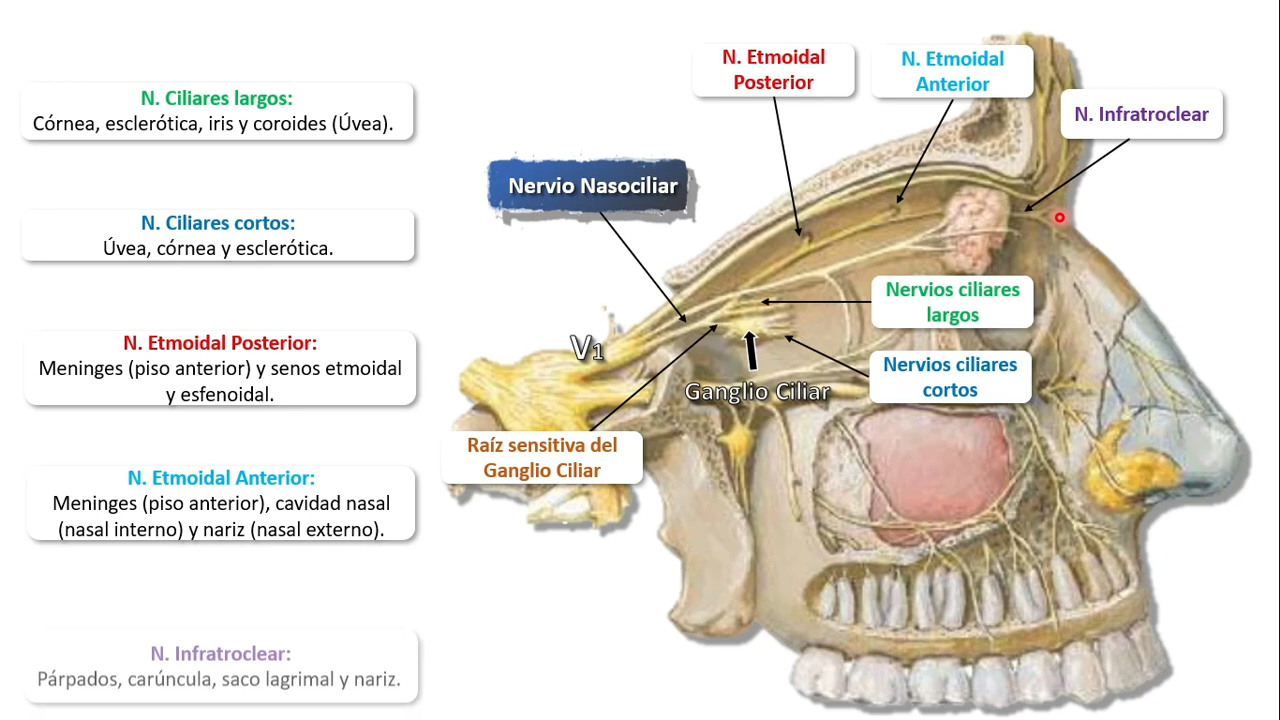 N. Ciliares largos:
Córnea, esclerótica, iris y coroides (Úvea).
N. Ciliares cortos:
Úvea, córnea y esclerótica.
N. Etmoidal Posterior:
Meninges (piso anterior) y senos etmoidal
y esfenoidal.
N. Etmoidal Anterior:
Meninges (piso anterior), cavidad nasal
(nasal interno) y nariz (nasal externo).
N. Infratroclear:
Párpados, carúncula, saco lagrimal y nariz.
N. Etmoidal
Posterior
N. Etmoidal
Anterior
N. Infratroclear
Nervio Nasociliar
Nervios ciliares
largos
V1
Nervios ciliares
cortos
Ganglio Ciliar
Raíz sensitiva del
Ganglio Ciliar